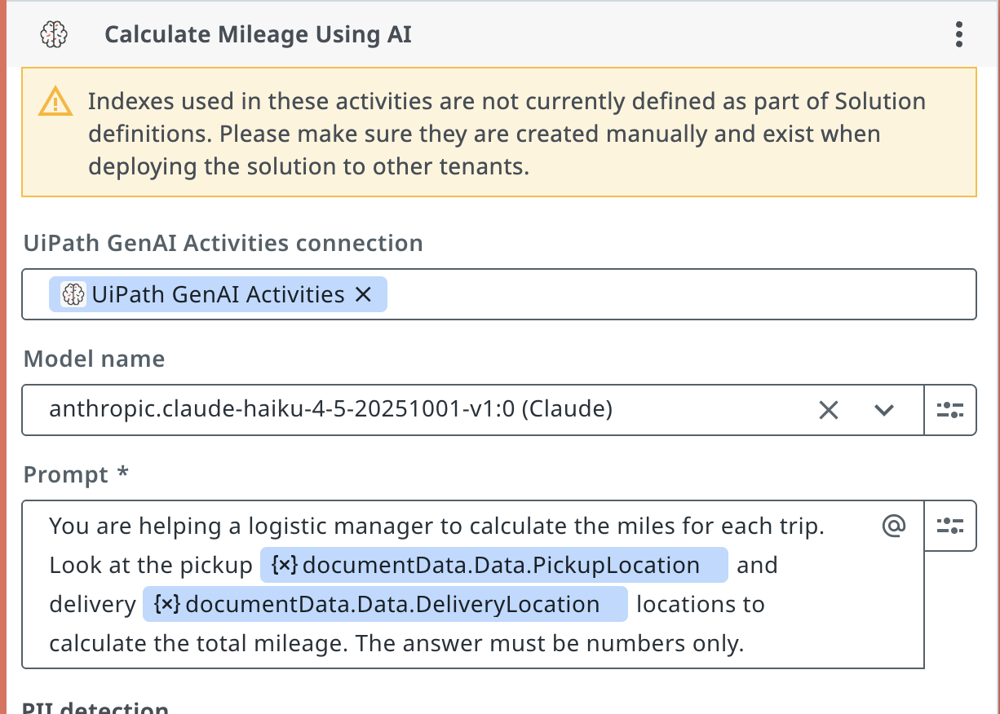 Calculate Mileage Using AI
Indexes used in these activities are not currently defined as part of Solution
definitions. Please make sure they are created manually and exist when
deploying the solution to other tenants.
UiPath GenAI Activities connection
UiPath GenAI Activities
Model name
anthropic.claude-haiku-4-5-20251001-v1:0 (Claude)
Prompt *
You are helping a logistic manager to calculate the miles for each trip.
Look at the pickup {×} documentData.Data.PickupLocation and
delivery {×} documentData.Data.DeliveryLocation locations to
calculate the total mileage. The answer must be numbers only.
PII detection